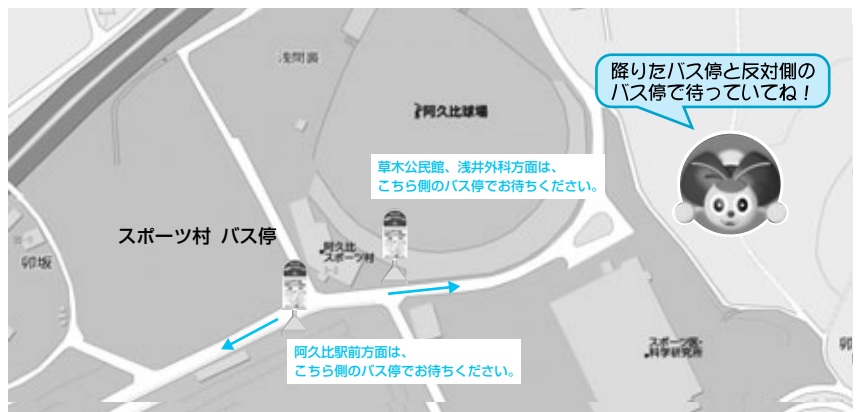 浅間裏
降りたバス停と反対側の
バス停で待っていてね！
阿久比球場
草木公民館、浅井外科方面は、
こちら側のバス停でお待ちください。
スポーツ村 バス停
阿久比
スポーツ村
卯坂
阿久比駅前方面は、
こちら側のバス停でお待ちください。
スポーツ医・
科学研究所
卯